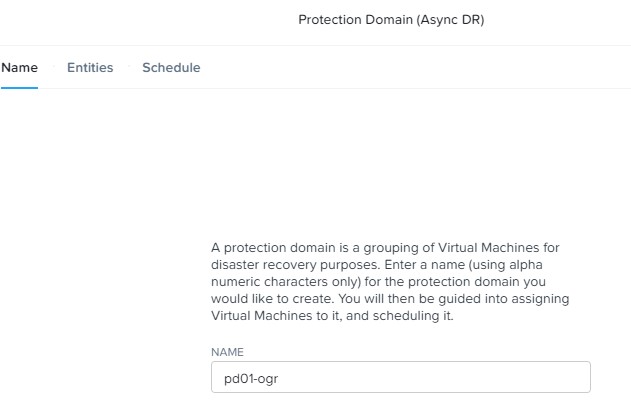 Protection Domain (Async DR)
Name · Entities · Schedule
A protection domain is a grouping of Virtual Machines for
disaster recovery purposes. Enter a name (using alpha
numeric characters only) for the protection domain you
would like to create. You will then be guided into assigning
Virtual Machines to it, and scheduling it.
NAME
pd01-ogr